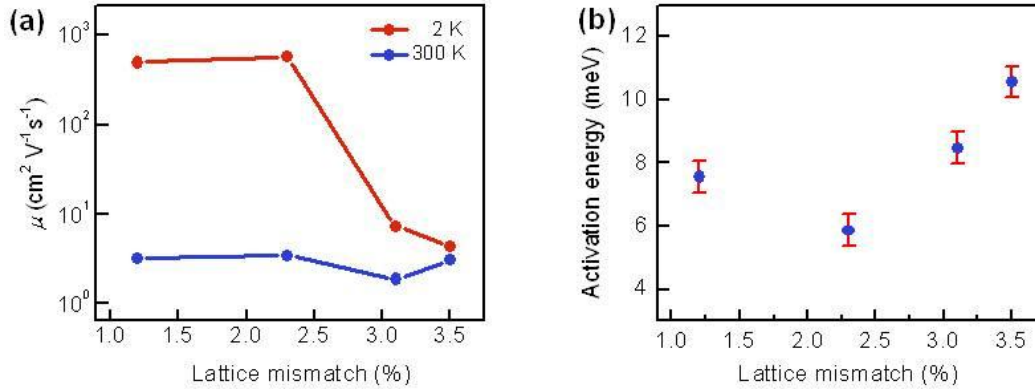 (a)
2 K
300 K
10³
10²
10¹
10⁰
μ (cm² V⁻¹s⁻¹)
1.0 1.5 2.0 2.5 3.0 3.5
Lattice mismatch (%)
(b)
12
10
8
6
4
Activation energy (meV)
1.0 1.5 2.0 2.5 3.0 3.5
Lattice mismatch (%)